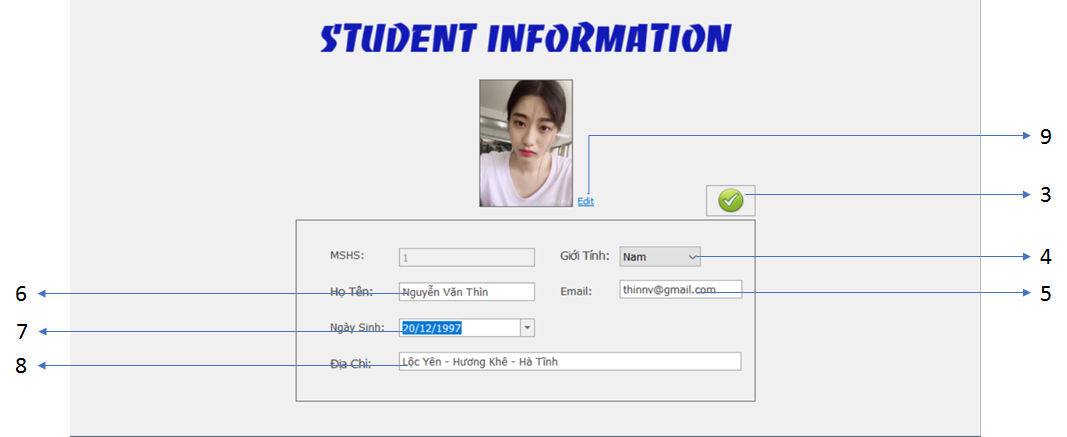 STUDENT INFORMATION
9
Edit
3
MSHS: 1 Giới Tính: Nam
4
6
Họ Tên: Nguyễn Văn Thìn Email: thinnv@gmail.com
5
7
Ngày Sinh: 20/12/1997
8
Địa Chỉ: Lộc Yên - Hương Khê - Hà Tĩnh